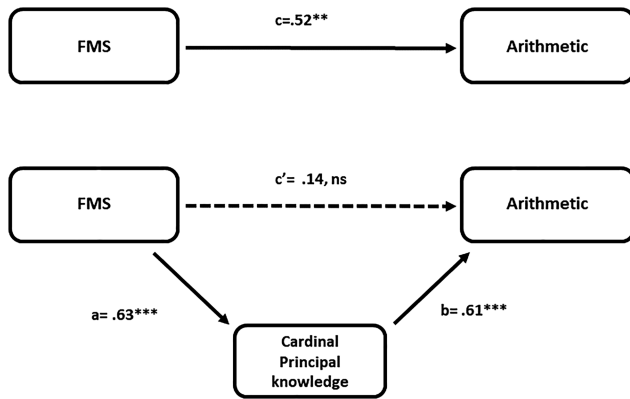 c=.52**
FMS
Arithmetic
c’= .14, ns
FMS
Arithmetic
a= .63***
b= .61***
Cardinal
Principal
knowledge